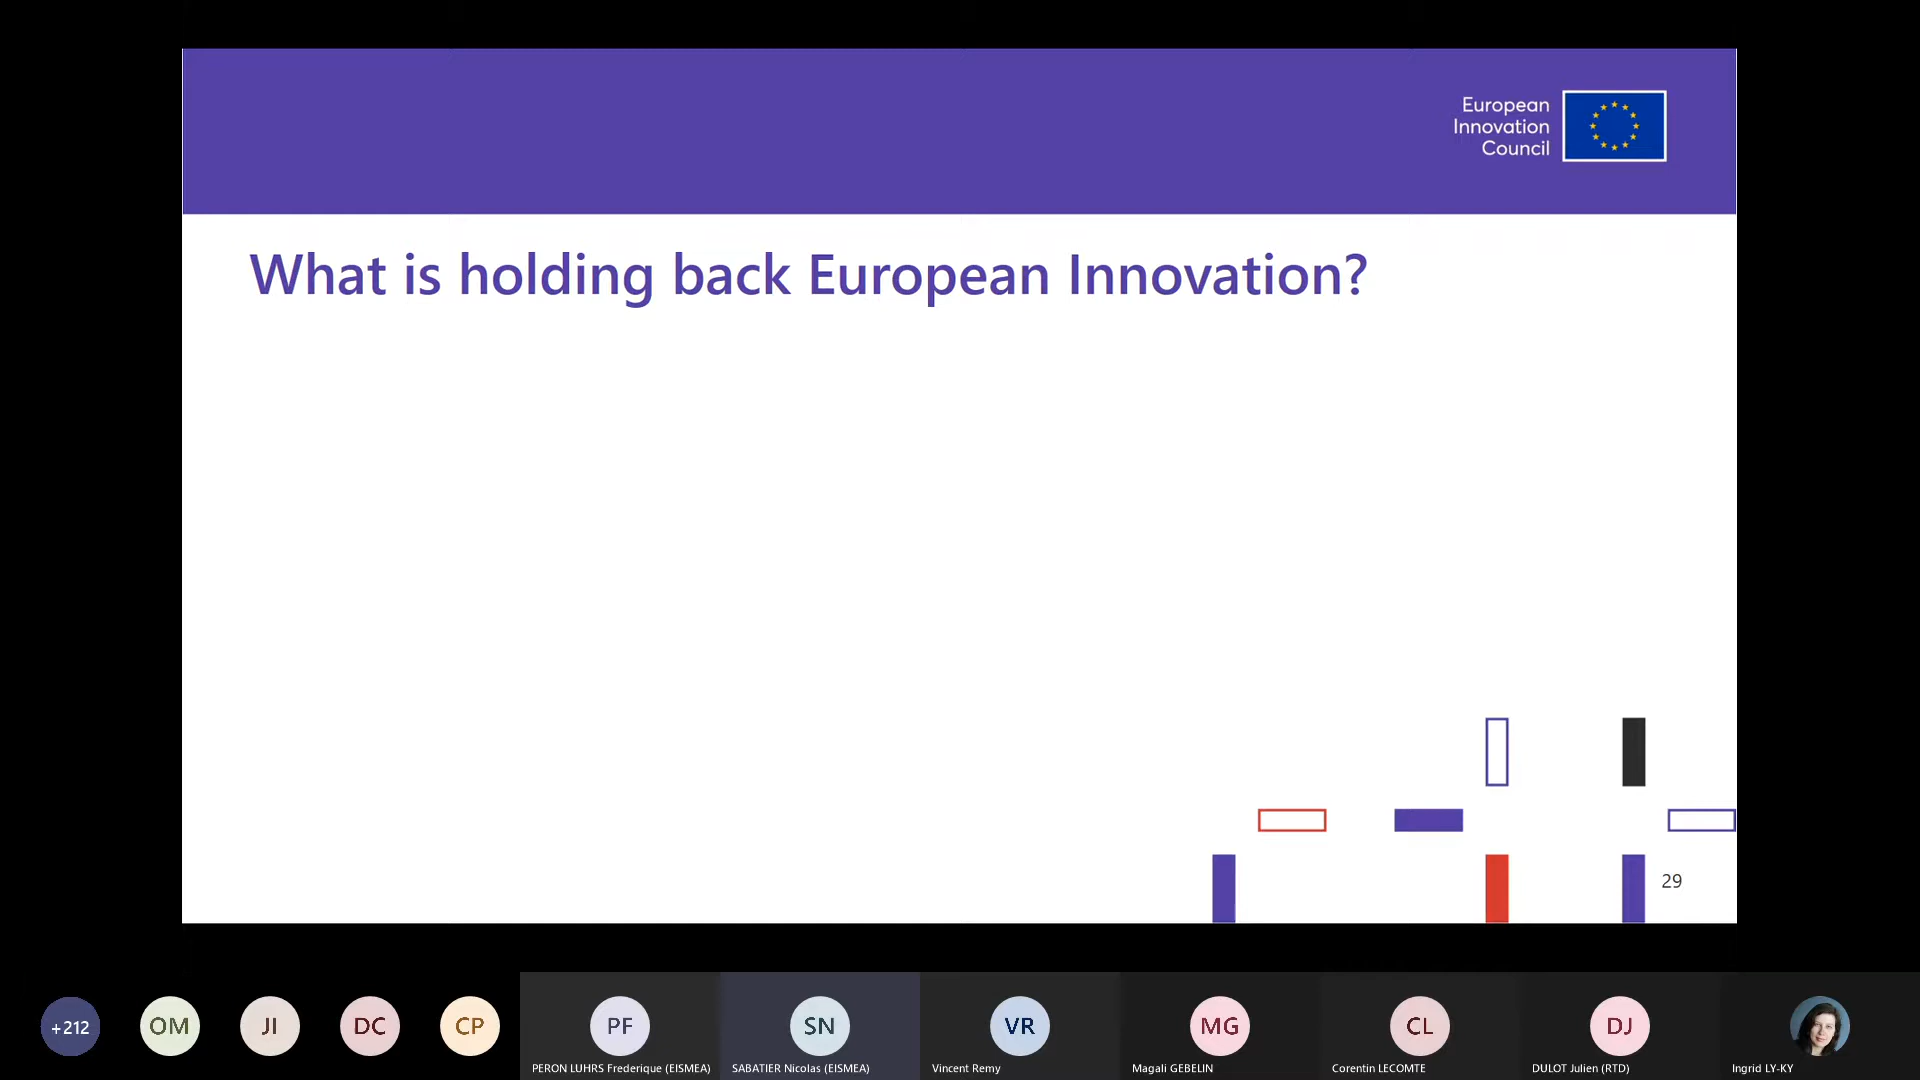 European
Innovation
Council
What is holding back European Innovation?
29
+212
OM
JI
DC
CP
PF
SN
VR
MG
CL
DJ
PERON LUHRS Frederique (EISMEA)
SABATIER Nicolas (EISMEA)
Vincent Remy
Magali GEBELIN
Corentin LECOMTE
DULOT Julien (RTD)
Ingrid LY-KY